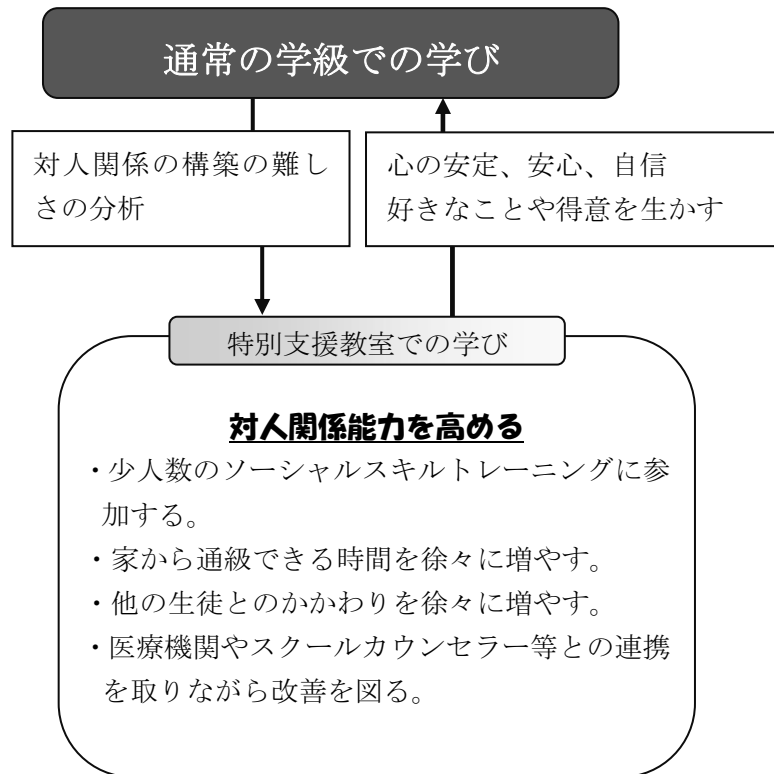 通常の学級での学び
対人関係の構築の難し
さの分析
心の安定、安心、自信
好きなことや得意を生かす
特別支援教室での学び
対人関係能力を高める
・少人数のソーシャルスキルトレーニングに参
加する。
・家から通級できる時間を徐々に増やす。
・他の生徒とのかかわりを徐々に増やす。
・医療機関やスクールカウンセラー等との連携
を取りながら改善を図る。